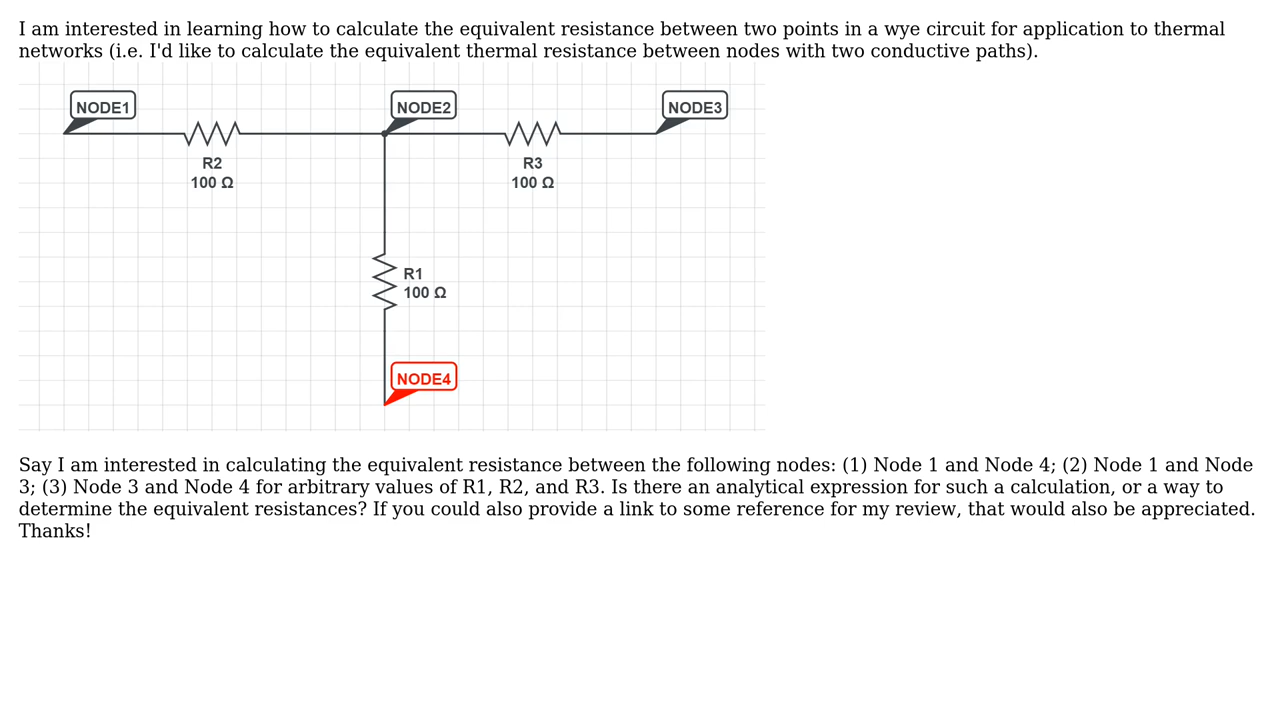 I am interested in learning how to calculate the equivalent resistance between two points in a wye circuit for application to thermal
networks (i.e. I'd like to calculate the equivalent thermal resistance between nodes with two conductive paths).
NODE1
NODE2
NODE3
R2
100 Ω
R3
100 Ω
R1
100 Ω
NODE4
Say I am interested in calculating the equivalent resistance between the following nodes: (1) Node 1 and Node 4; (2) Node 1 and Node
3; (3) Node 3 and Node 4 for arbitrary values of R1, R2, and R3. Is there an analytical expression for such a calculation, or a way to
determine the equivalent resistances? If you could also provide a link to some reference for my review, that would also be appreciated.
Thanks!